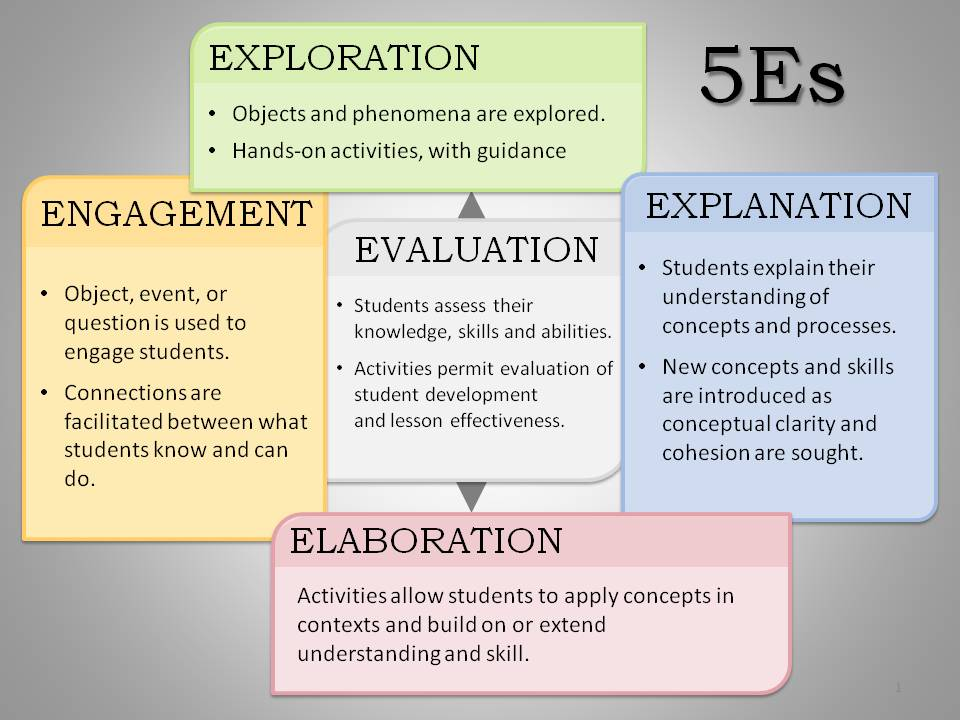 5Es
EXPLORATION
• Objects and phenomena are explored.
• Hands-on activities, with guidance
ENGAGEMENT
• Object, event, or
question is used to
engage students.
• Connections are
facilitated between what
students know and can
do.
EVALUATION
• Students assess their
knowledge, skills and abilities.
• Activities permit evaluation of
student development
and lesson effectiveness.
EXPLANATION
• Students explain their
understanding of
concepts and processes.
• New concepts and skills
are introduced as
conceptual clarity and
cohesion are sought.
ELABORATION
Activities allow students to apply concepts in
contexts and build on or extend
understanding and skill.
1